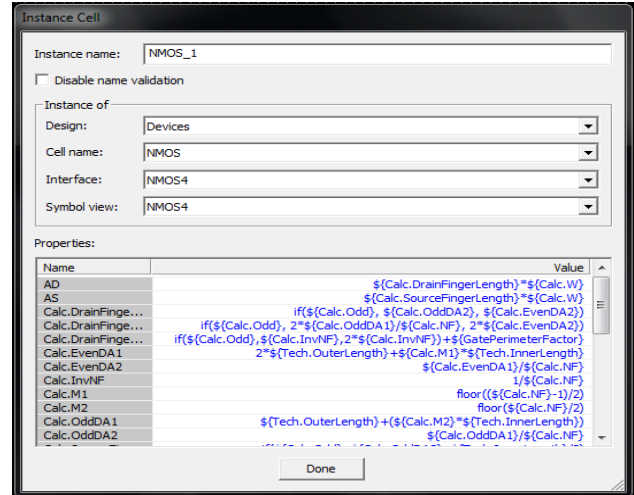 Instance Cell
Instance name: NMOS_1
Disable name validation
Instance of
Design: Devices
Cell name: NMOS
Interface: NMOS4
Symbol view: NMOS4
Properties:
Name Value
AD ${Calc.DrainFingerLength}*${Calc.W}
AS ${Calc.SourceFingerLength}*${Calc.W}
Calc.DrainFinge... if(${Calc.Odd}, ${Calc.OddDA2}, ${Calc.EvenDA2})
Calc.DrainFinge... if(${Calc.Odd}, 2*${Calc.OddDA1}/${Calc.NF}, 2*${Calc.EvenDA2})
Calc.DrainFinge... if(${Calc.Odd},${Calc.InvNF},2*${Calc.InvNF})+${GatePerimeterFactor}
Calc.EvenDA1 2*${Tech.OuterLength}+${Calc.M1}*${Tech.InnerLength}
Calc.EvenDA2 ${Calc.EvenDA1}/${Calc.NF}
Calc.InvNF 1/${Calc.NF}
Calc.M1 floor((${Calc.NF}-1)/2)
Calc.M2 floor(${Calc.NF}/2)
Calc.OddDA1 ${Tech.OuterLength}+(${Calc.M2}*${Tech.InnerLength})
Calc.OddDA2 ${Calc.OddDA1}/${Calc.NF}
Done